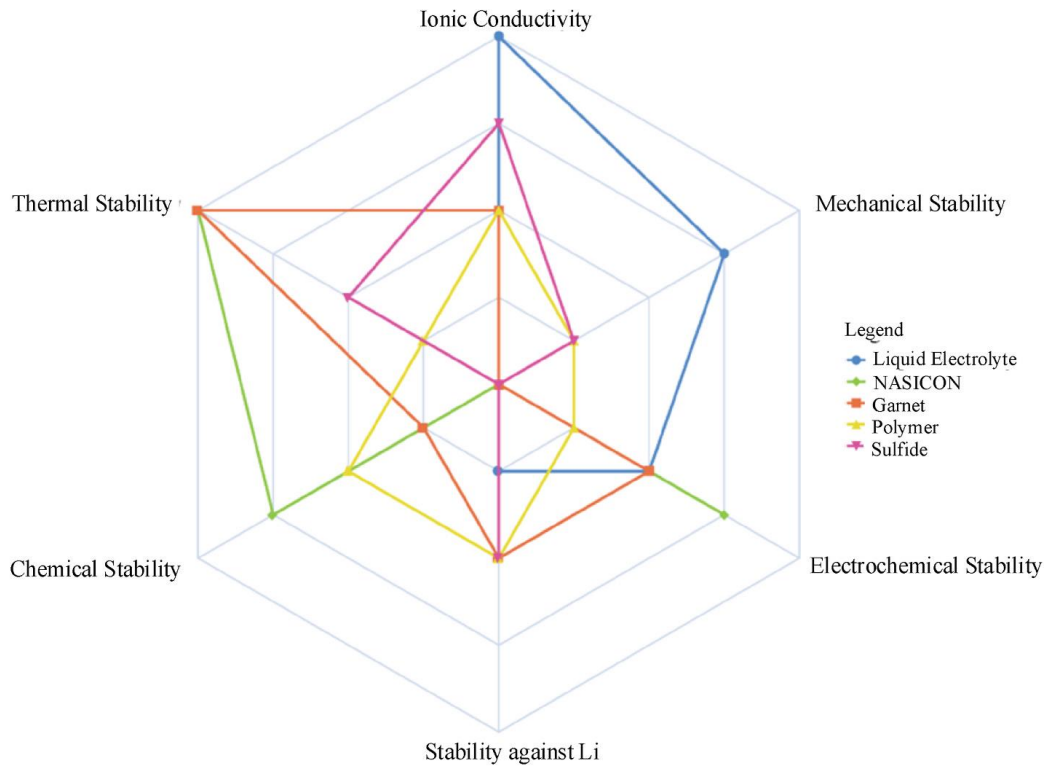 Ionic Conductivity
Thermal Stability
Mechanical Stability
Legend
Liquid Electrolyte
NASICON
Garnet
Polymer
Sulfide
Chemical Stability
Electrochemical Stability
Stability against Li